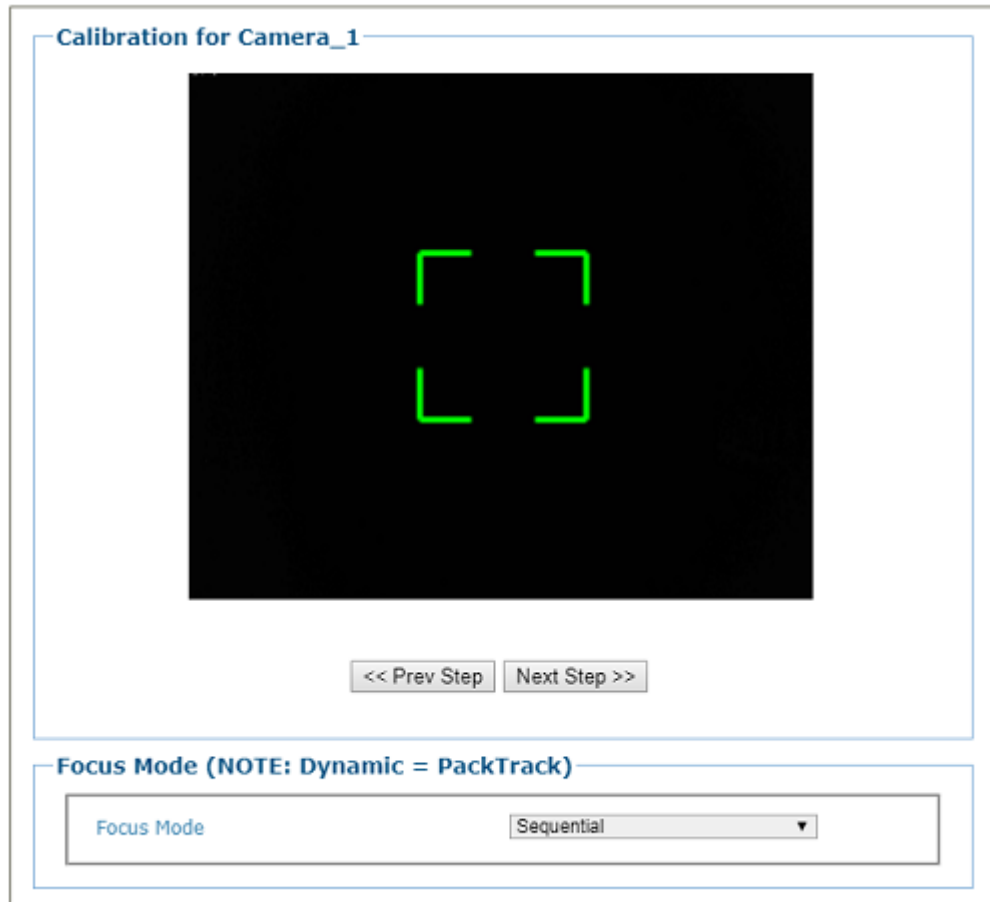 Calibration for Camera_1
<< Prev Step Next Step >>
Focus Mode (NOTE: Dynamic = PackTrack)
Focus Mode Sequential